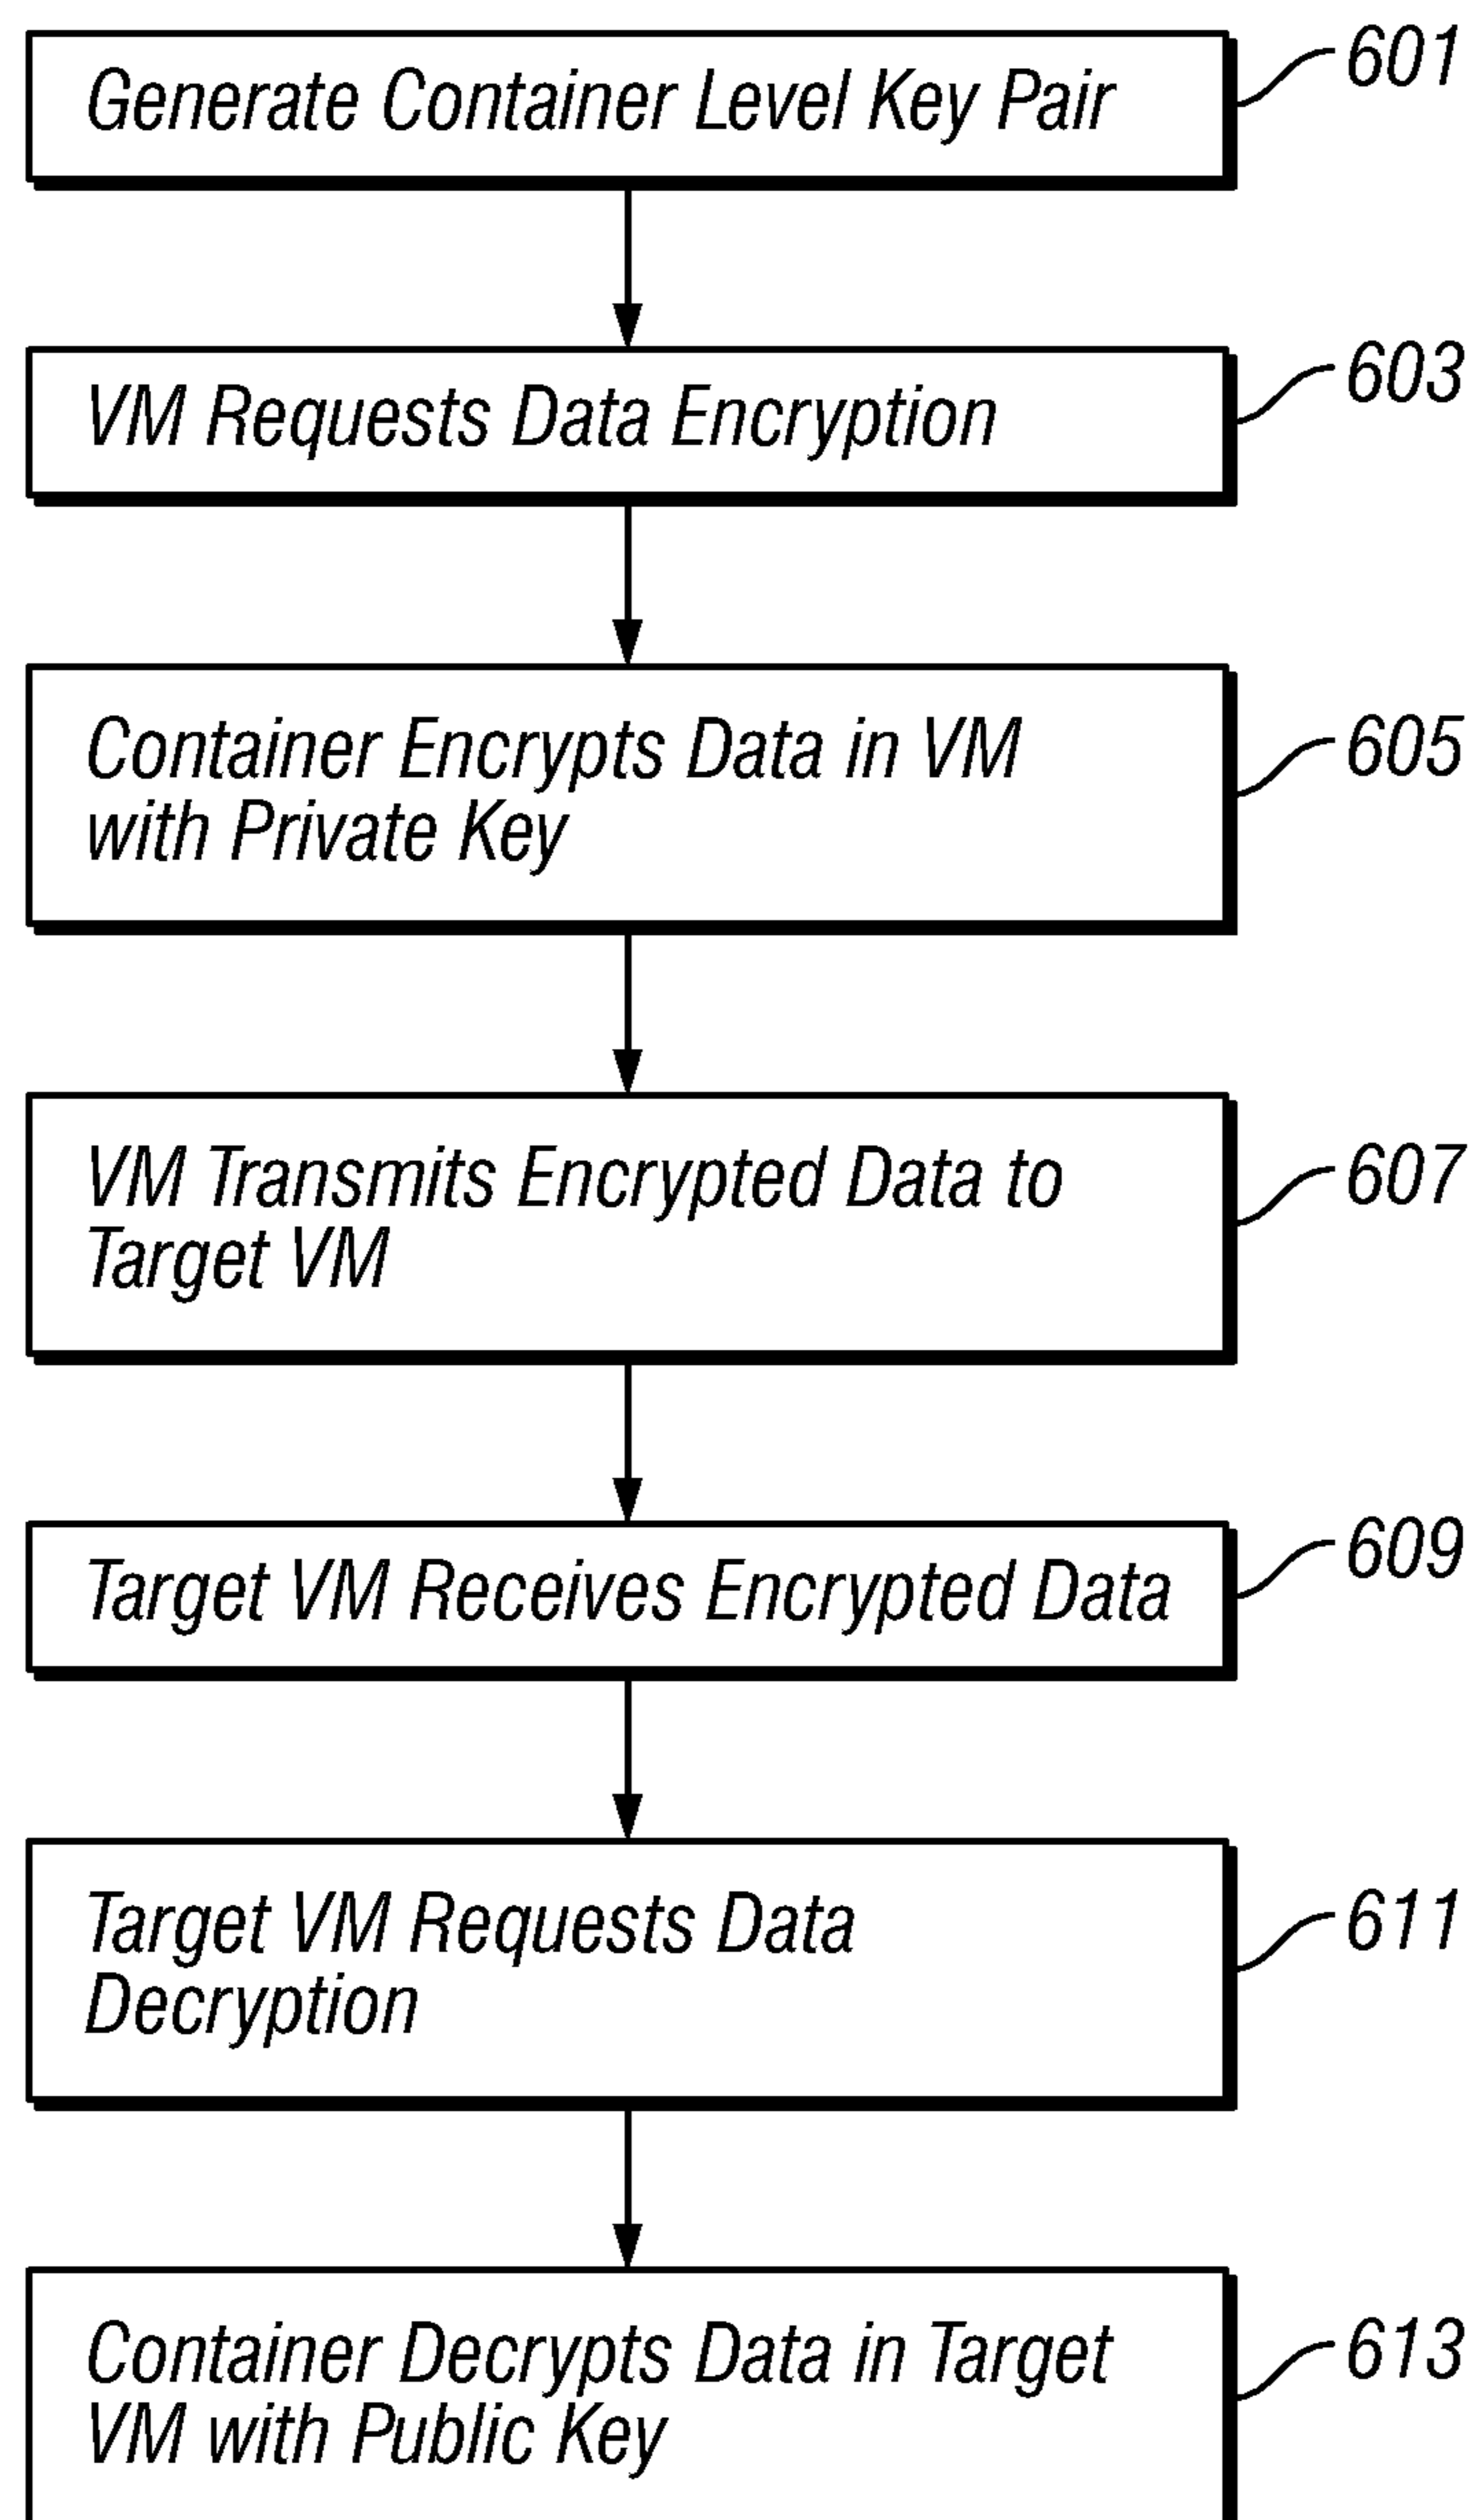 Generate Container Level Key Pair 601
VM Requests Data Encryption 603
Container Encrypts Data in VM 605
with Private Key
VM Transmits Encrypted Data to 607
Target VM
Target VM Receives Encrypted Data 609
Target VM Requests Data 611
Decryption
Container Decrypts Data in Target 613
VM with Public Key